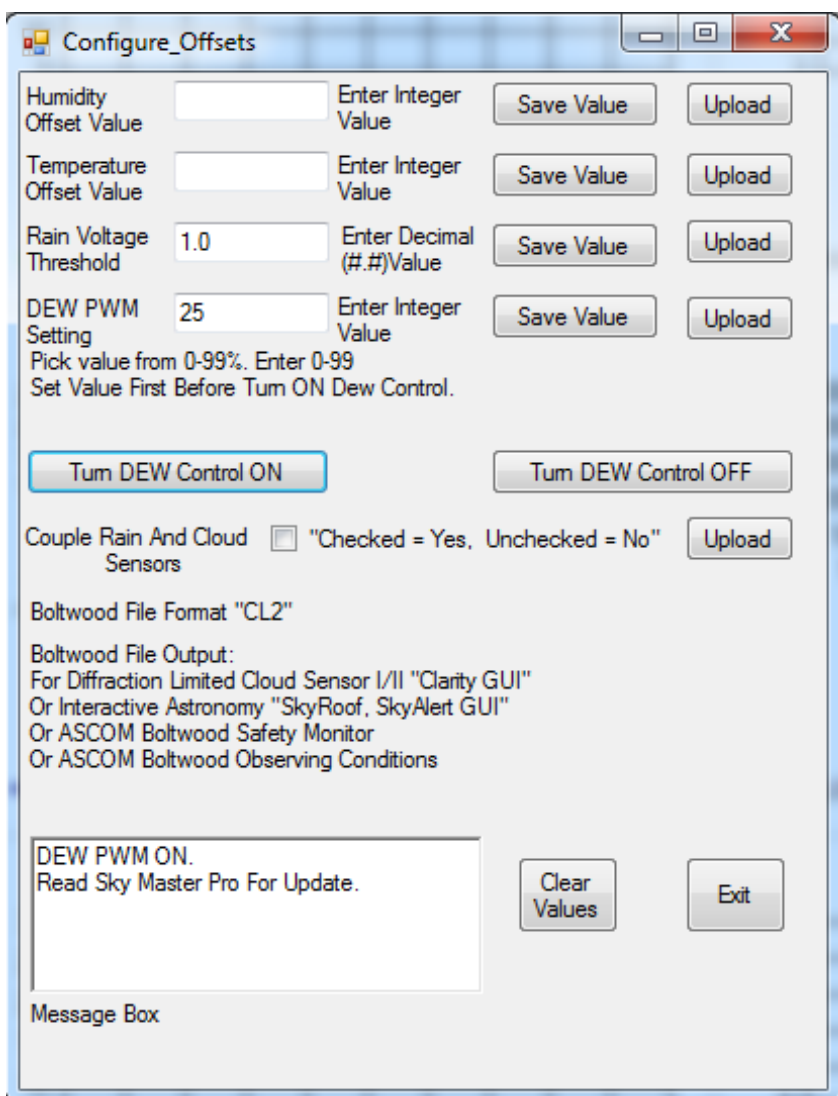 Configure_Offsets
Humidity Enter Integer Save Value Upload
Offset Value Value
Temperature Enter Integer Save Value Upload
Offset Value Value
Rain Voltage 1.0 Enter Decimal Save Value Upload
Threshold (#.#)Value
DEW PWM 25 Enter Integer Save Value Upload
Setting Value
Pick value from 0-99%. Enter 0-99
Set Value First Before Turn ON Dew Control.
Turn DEW Control ON Turn DEW Control OFF
Couple Rain And Cloud "Checked = Yes, Unchecked = No" Upload
Sensors
Boltwood File Format "CL2"
Boltwood File Output:
For Diffraction Limited Cloud Sensor I/II "Clarity GUI"
Or Interactive Astronomy "SkyRoof, SkyAlert GUI"
Or ASCOM Boltwood Safety Monitor
Or ASCOM Boltwood Observing Conditions
DEW PWM ON.
Read Sky Master Pro For Update.
Clear
Values
Exit
Message Box